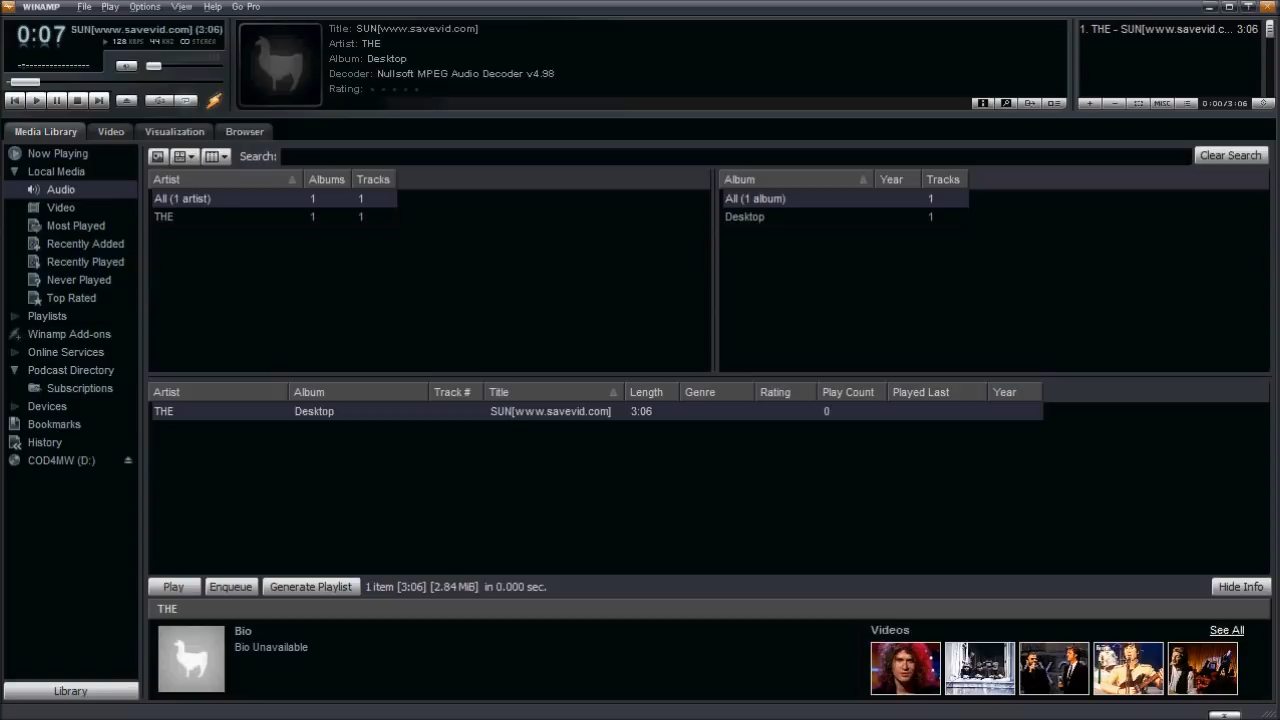 WINAMP File Play Options View Help Go Pro
0:07 SUN[www.savevid.com] (3:06)
128 KBPS 44 KHZ STEREO
Title: SUN[www.savevid.com]
Artist: THE
Album: Desktop
Decoder: Nullsoft MPEG Audio Decoder v4.98
Rating:
1. THE - SUN[www.savevid.c... 3:06
MISC 0:00/3:06
Media Library Video Visualization Browser
Now Playing
Local Media
Audio
Video
Most Played
Recently Added
Recently Played
Never Played
Top Rated
Playlists
Winamp Add-ons
Online Services
Podcast Directory
Subscriptions
Devices
Bookmarks
History
COD4MW (D:)
Library
Search: Clear Search
Artist Albums Tracks
All (1 artist) 1 1
THE 1 1
Album Year Tracks
All (1 album) 1
Desktop 1
Artist Album Track # Title Length Genre Rating Play Count Played Last Year
THE Desktop SUN[www.savevid.com] 3:06 0
Play Enqueue Generate Playlist 1 item [3:06] [2.84 MiB] in 0.000 sec. Hide Info
THE
Bio
Bio Unavailable
Videos See All